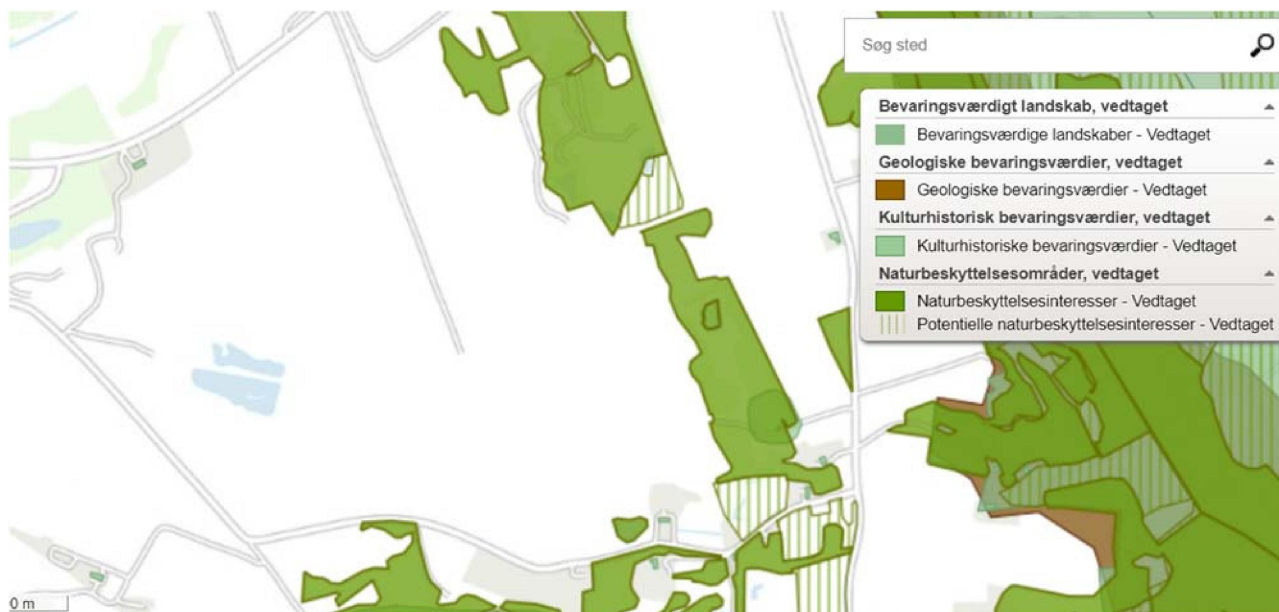 Søg sted
Bevaringsværdigt landskab, vedtaget
Bevaringsværdige landskaber - Vedtaget
Geologiske bevaringsværdier, vedtaget
Geologiske bevaringsværdier - Vedtaget
Kulturhistorisk bevaringsværdier, vedtaget
Kulturhistoriske bevaringsværdier - Vedtaget
Naturbeskyttelsesområder, vedtaget
Naturbeskyttelsesinteresser - Vedtaget
Potentielle naturbeskyttelsesinteresser - Vedtaget
0 m